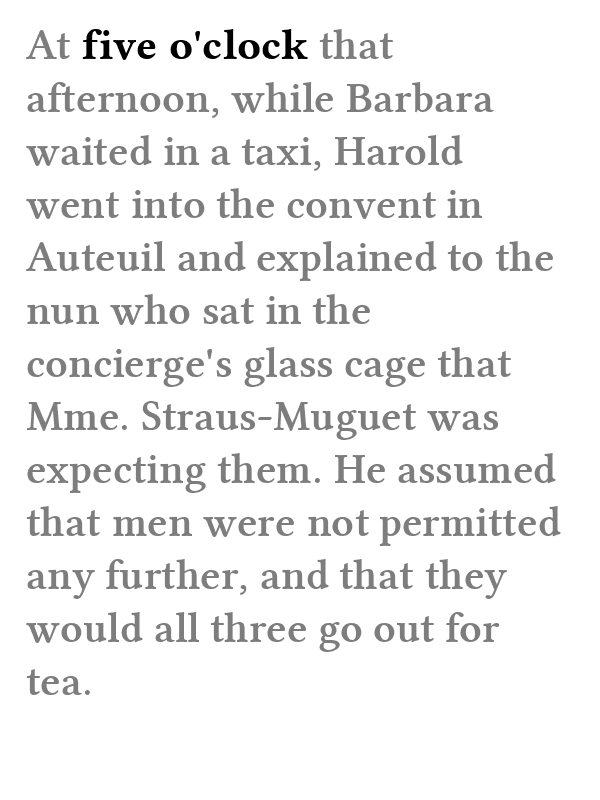 At five o'clock that
afternoon, while Barbara
waited in a taxi, Harold
went into the convent in
Auteuil and explained to the
nun who sat in the
concierge's glass cage that
Mme. Straus-Muguet was
expecting them. He assumed
that men were not permitted
any further, and that they
would all three go out for
tea.